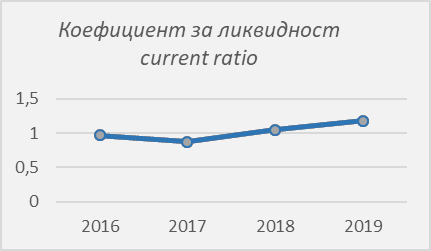 Коефициент за ликвидност
current ratio
1,5
1
0,5
0
2016 2017 2018 2019